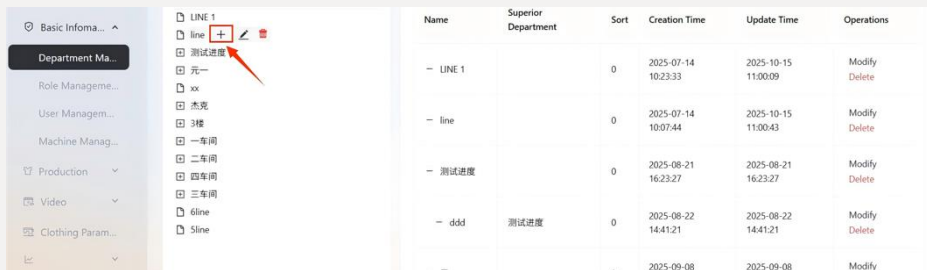 Basic Infoma...
Department Ma...
Role Manageme...
User Managem...
Machine Manag...
Production
Video
Clothing Param...
LINE 1
line
测试进度
元一
xx
杰克
3楼
一车间
二车间
四车间
三车间
6line
5line
Name Superior Department Sort Creation Time Update Time Operations
LINE 1 0 2025-07-14 10:23:33 2025-10-15 11:00:09 Modify Delete
line 0 2025-07-14 10:07:44 2025-10-15 11:00:43 Modify Delete
测试进度 0 2025-08-21 16:23:27 2025-08-21 16:23:27 Modify Delete
ddd 测试进度 0 2025-08-22 14:41:21 2025-08-22 14:41:21 Modify Delete
2025-09-08 2025-09-08 Modify